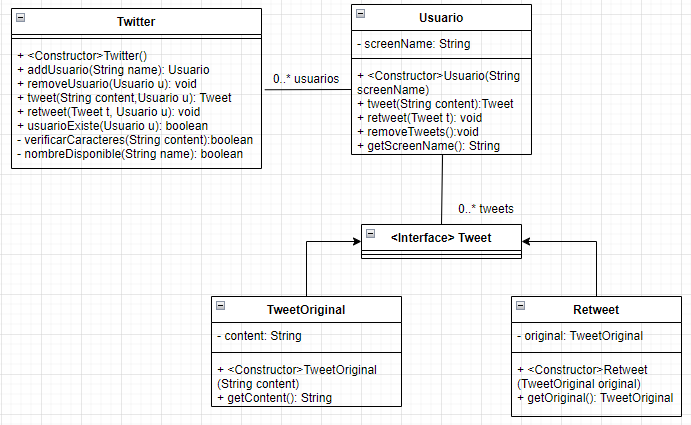 Twitter
+ <Constructor>Twitter()
+ addUsuario(String name): Usuario
+ removeUsuario(Usuario u): void
+ tweet(String content,Usuario u): Tweet
+ retweet(Tweet t, Usuario u): void
+ usuarioExiste(Usuario u): boolean
- verificarCaracteres(String content):boolean
- nombreDisponible(String name): boolean
0..* usuarios
Usuario
- screenName: String
+ <Constructor>Usuario(String
screenName)
+ tweet(String content):Tweet
+ retweet(Tweet t): void
+ removeTweets():void
+ getScreenName(): String
0..* tweets
<Interface> Tweet
TweetOriginal
- content: String
+ <Constructor>TweetOriginal
(String content)
+ getContent(): String
Retweet
- original: TweetOriginal
+ <Constructor>Retweet
(TweetOriginal original)
+ getOriginal(): TweetOriginal